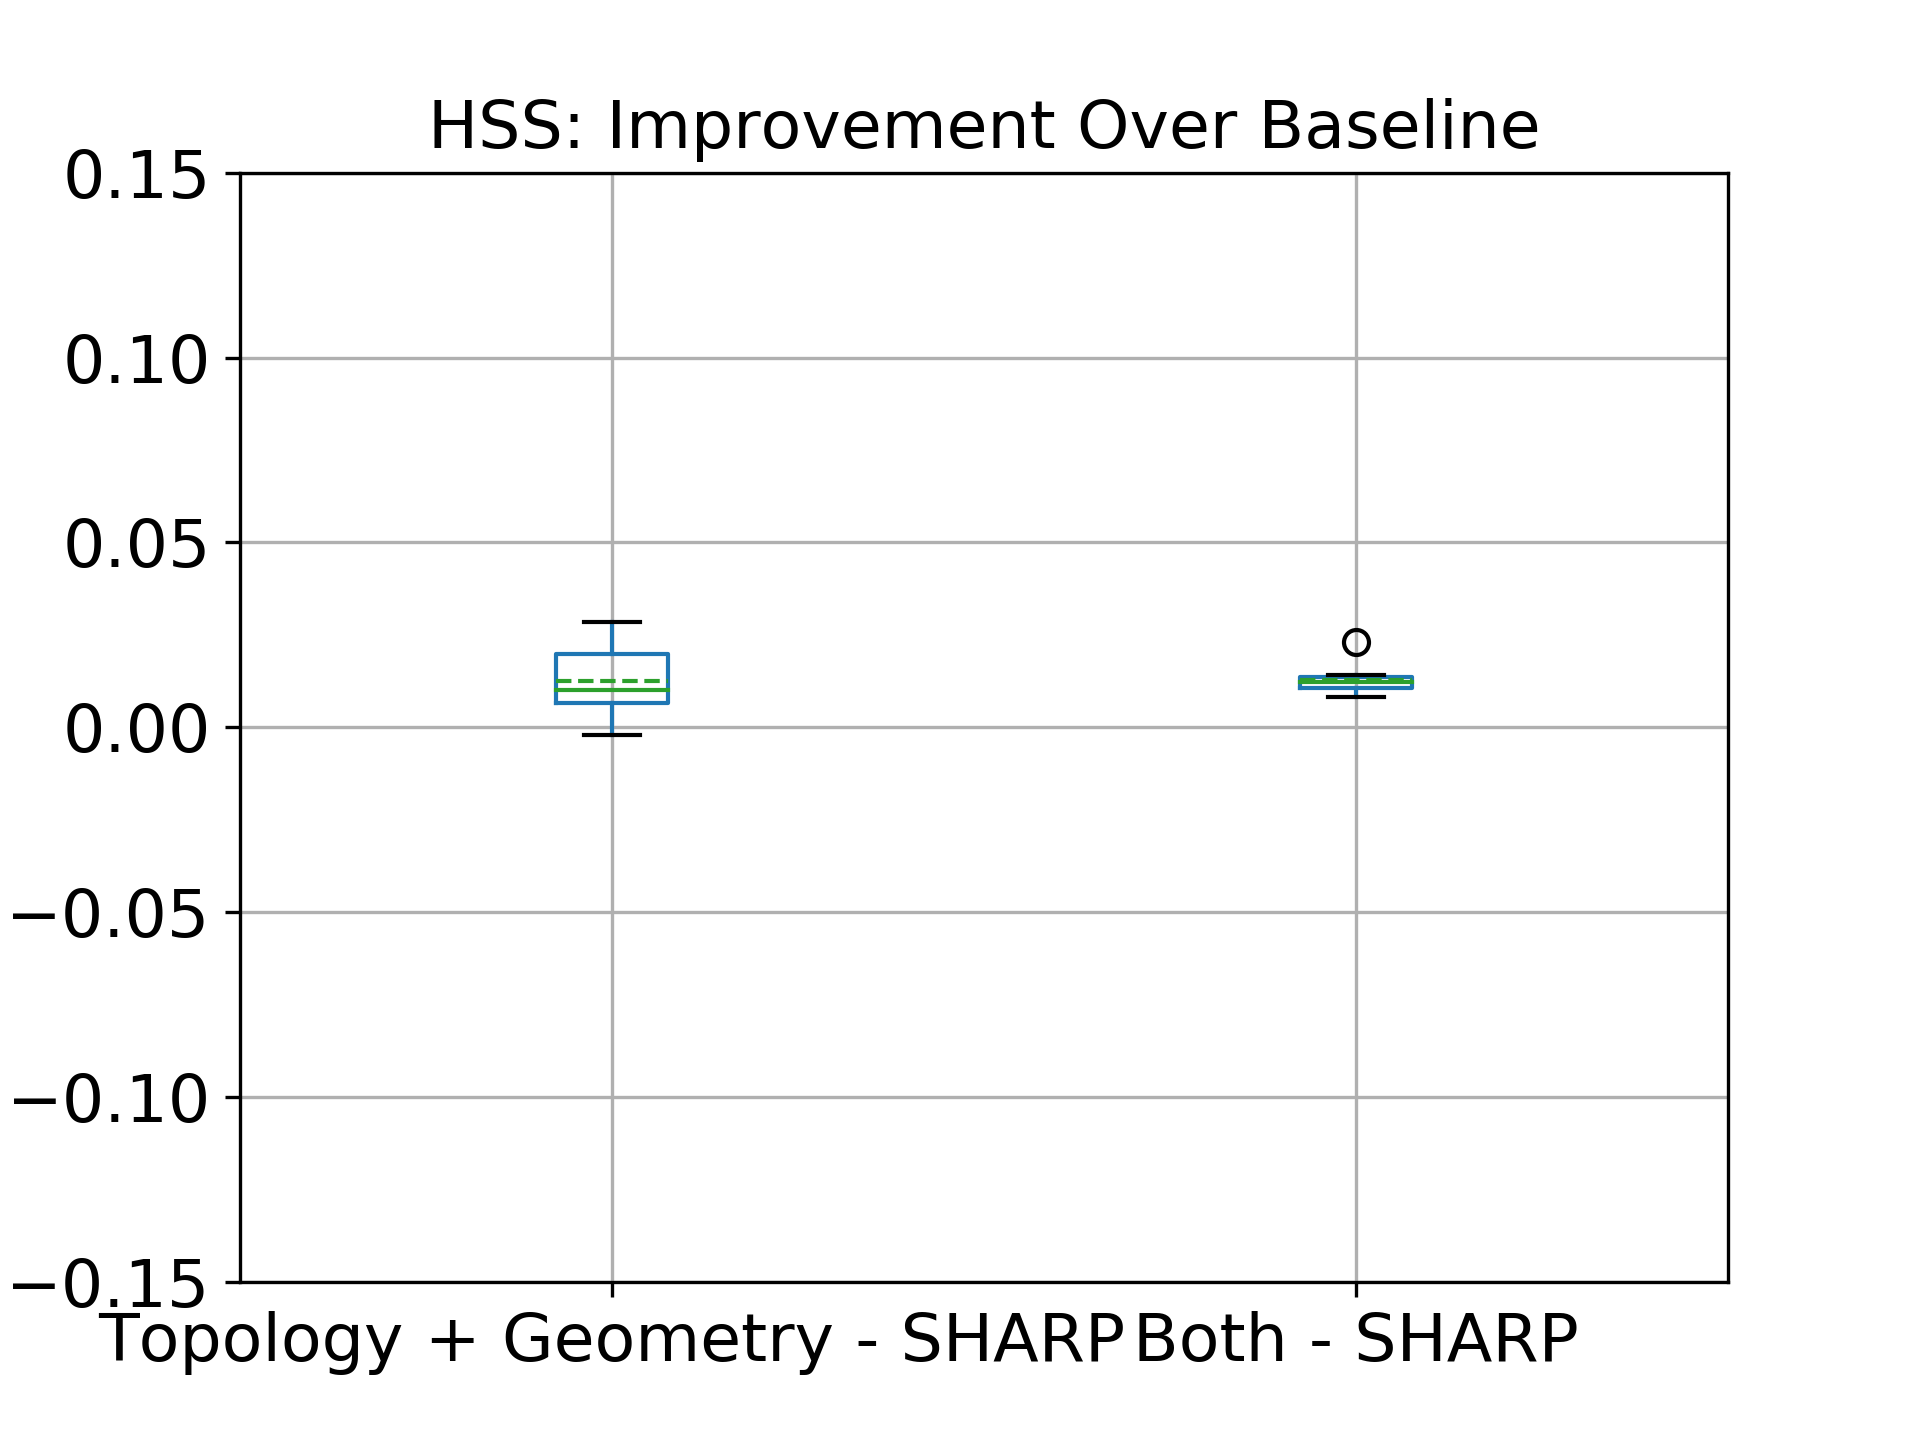 HSS: Improvement Over Baseline
0.15
0.10
0.05
0.00
−0.05
−0.10
−0.15
Topology + Geometry - SHARP
Both - SHARP